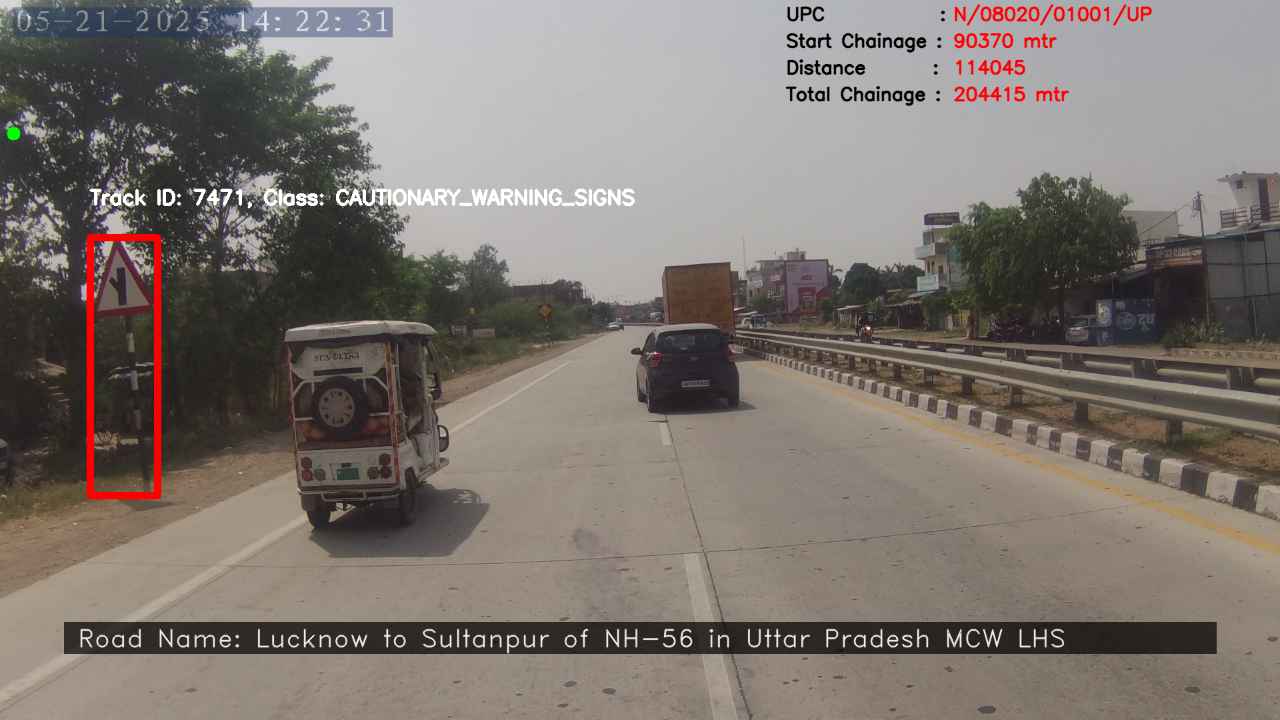 05-21-2025 14:22:31
UPC : N/08020/01001/UP
Start Chainage : 90370 mtr
Distance : 114045
Total Chainage : 204415 mtr
Track ID: 7471, Class: CAUTIONARY_WARNING_SIGNS
Road Name: Lucknow to Sultanpur of NH-56 in Uttar Pradesh MCW LHS